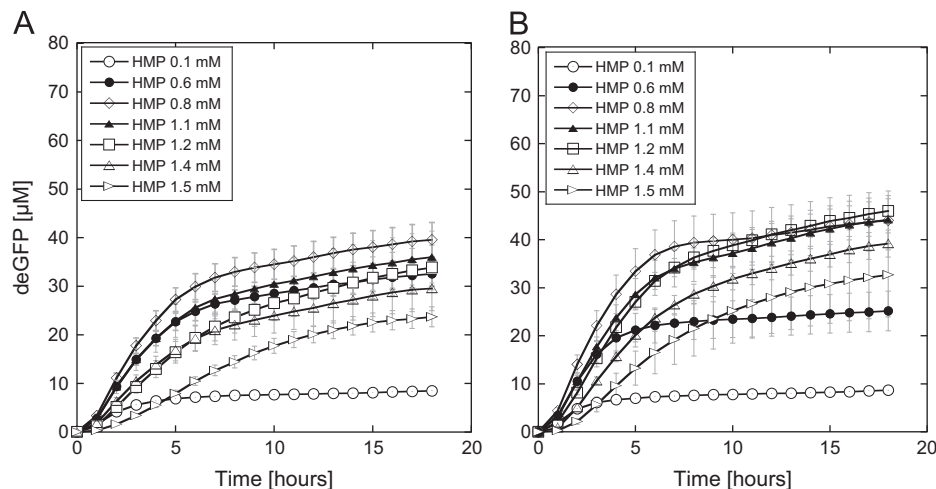 A
80
70
60
50
40
30
20
10
0
deGFP [μM]
HMP 0.1 mM
HMP 0.6 mM
HMP 0.8 mM
HMP 1.1 mM
HMP 1.2 mM
HMP 1.4 mM
HMP 1.5 mM
0 5 10 15 20
Time [hours]
B
80
70
60
50
40
30
20
10
0
HMP 0.1 mM
HMP 0.6 mM
HMP 0.8 mM
HMP 1.1 mM
HMP 1.2 mM
HMP 1.4 mM
HMP 1.5 mM
0 5 10 15 20
Time [hours]